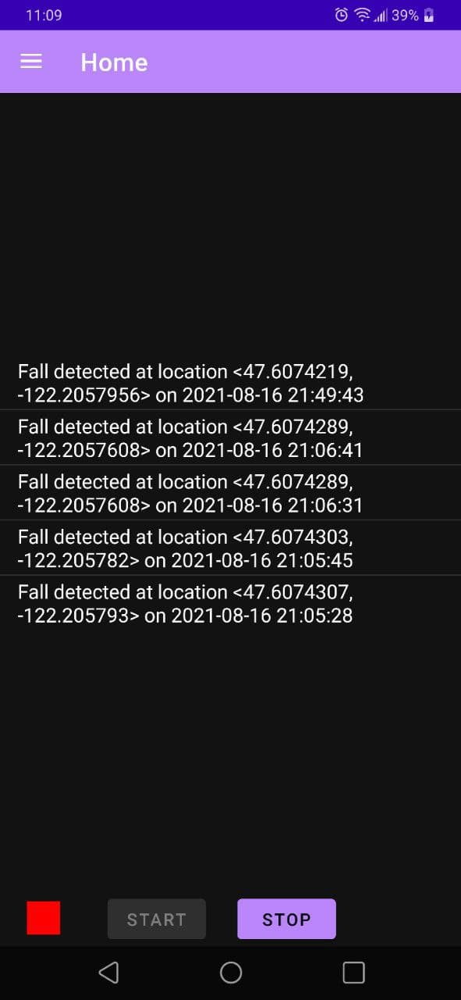 11:09
39%
Home
Fall detected at location <47.6074219,
-122.2057956> on 2021-08-16 21:49:43
Fall detected at location <47.6074289,
-122.2057608> on 2021-08-16 21:06:41
Fall detected at location <47.6074289,
-122.2057608> on 2021-08-16 21:06:31
Fall detected at location <47.6074303,
-122.205782> on 2021-08-16 21:05:45
Fall detected at location <47.6074307,
-122.205793> on 2021-08-16 21:05:28
START
STOP